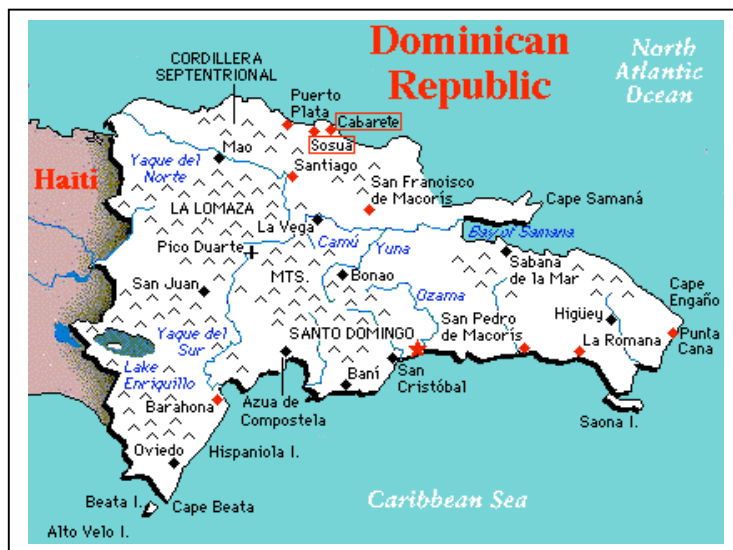 Dominican
Republic
North
Atlantic
Ocean
CORDILLERA
SEPTENTRIONAL
Puerto
Plata
Cabarete
Sosua
Mao
Yaque del
Norte
Santiago
Haïti
San Franoisco
de Macorís
Cape Samaná
LA LOMAZA
La Vega
Camú
Yuna
Bay of Samana
Pico Duarte
Sabana
de la Mar
MTS.
Bonao
Cape
Engaño
San Juan
Ozama
Higüey
Yaque del
Sur
SANTO DOMINGO
San Pedro
de Macorís
Punta
Cana
La Romana
Lake
Enriquillo
Baní
San
Cristóbal
Barahona
Azua de
Compostela
Saona I.
Oviedo
Hispaniola I.
Beata I.
Cape Beata
Caribbean Sea
Alto Velo I.